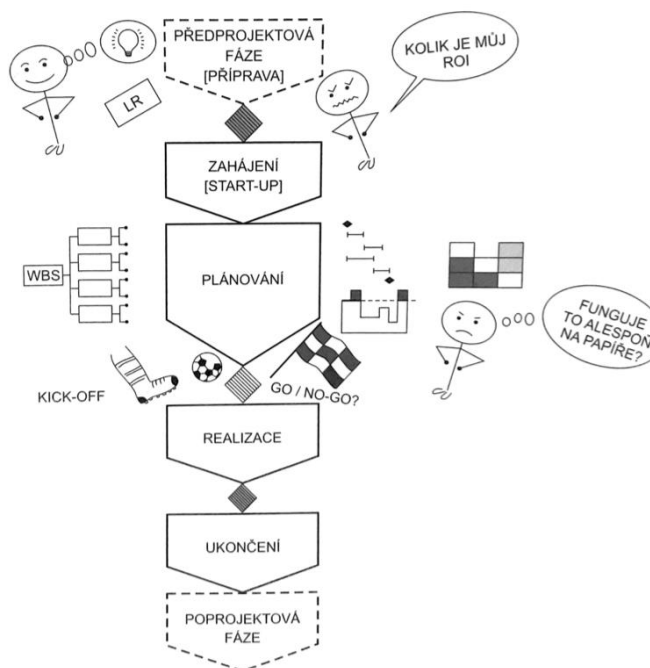 PŘEDPROJEKTOVÁ
FÁZE
[PŘÍPRAVA]
KOLIK JE MŮJ
ROI
LR
ZAHÁJENÍ
[START-UP]
WBS
PLÁNOVÁNÍ
FUNGUJE
TO ALESPOŇ
NA PAPÍŘE?
KICK-OFF
GO / NO-GO?
REALIZACE
UKONČENÍ
POPROJEKTOVÁ
FÁZE